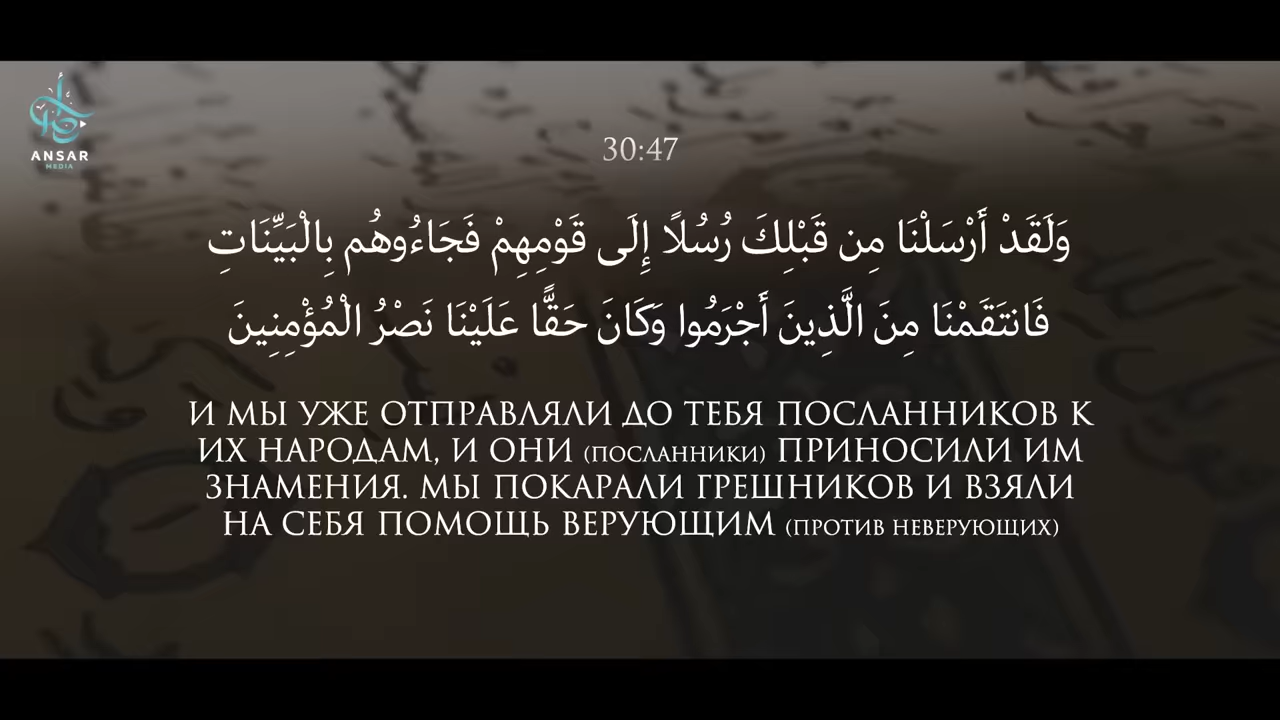 ANSAR
MEDIA
30:47
وَلَقَدْ أَرْسَلْنَا مِن قَبْلِكَ رُسُلًا إِلَى قَوْمِهِمْ فَجَاءُوهُم بِالْبَيِّنَاتِ
فَانتَقَمْنَا مِنَ الَّذِينَ أَجْرَمُوا وَكَانَ حَقًّا عَلَيْنَا نَصْرُ الْمُؤْمِنِينَ
И МЫ УЖЕ ОТПРАВЛЯЛИ ДО ТЕБЯ ПОСЛАННИКОВ К
ИХ НАРОДАМ, И ОНИ (ПОСЛАННИКИ) ПРИНОСИЛИ ИМ
ЗНАМЕНИЯ. МЫ ПОКАРАЛИ ГРЕШНИКОВ И ВЗЯЛИ
НА СЕБЯ ПОМОЩЬ ВЕРУЮЩИМ (ПРОТИВ НЕВЕРУЮЩИХ)